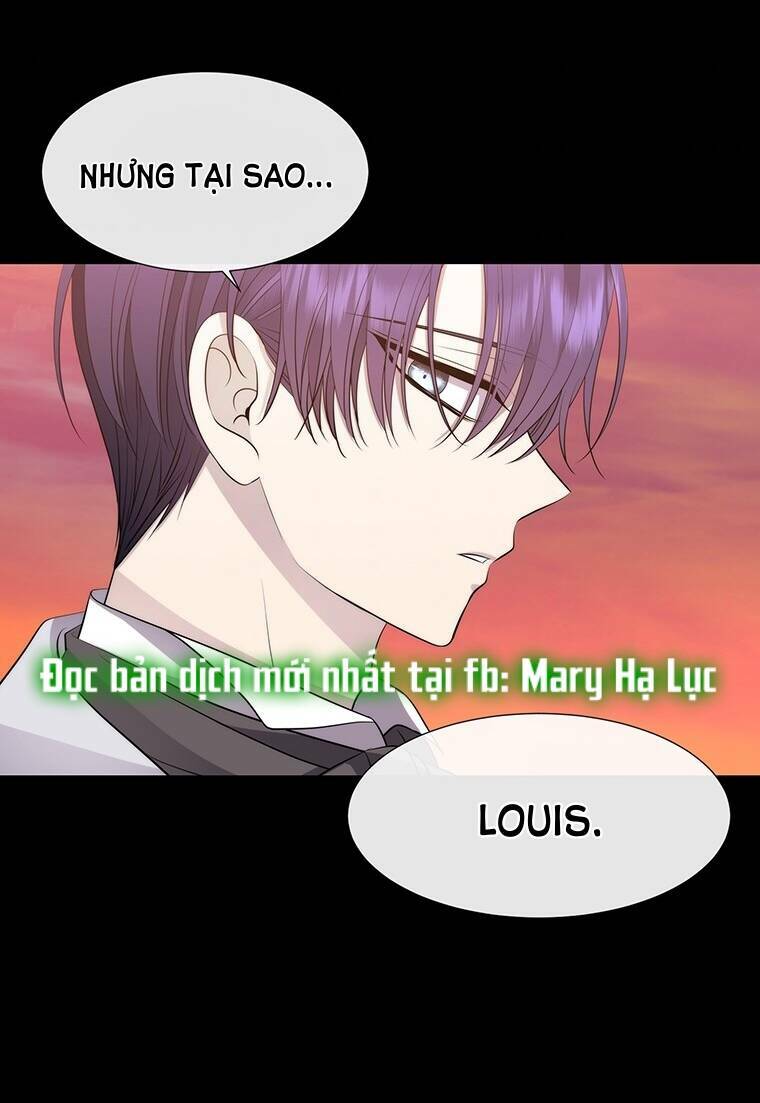 NHƯNG TẠI SAO...
Đọc bản dịch mới nhất tại fb: Mary Hạ Lục
LOUIS.